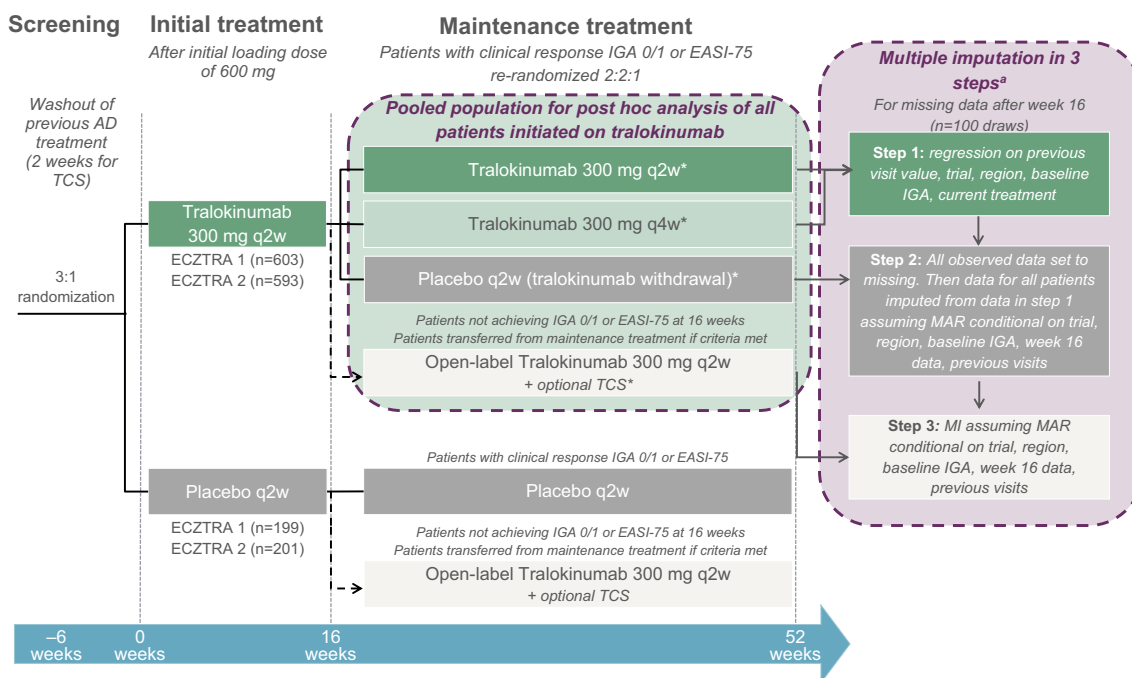 Screening
Initial treatment
Maintenance treatment
After initial loading dose
of 600 mg
Patients with clinical response IGA 0/1 or EASI-75
re-randomized 2:2:1
Washout of
previous AD
treatment
(2 weeks for
TCS)
3:1
randomization
Tralokinumab
300 mg q2w
ECZTRA 1 (n=603)
ECZTRA 2 (n=593)
Pooled population for post hoc analysis of all
patients initiated on tralokinumab
Tralokinumab 300 mg q2w*
Tralokinumab 300 mg q4w*
Placebo q2w (tralokinumab withdrawal)*
Patients not achieving IGA 0/1 or EASI-75 at 16 weeks
Patients transferred from maintenance treatment if criteria met
Open-label Tralokinumab 300 mg q2w
+ optional TCS*
Multiple imputation in 3
steps^a
For missing data after week 16
(n=100 draws)
Step 1: regression on previous
visit value, trial, region, baseline
IGA, current treatment
Step 2: All observed data set to
missing. Then data for all patients
imputed from data in step 1
assuming MAR conditional on trial,
region, baseline IGA, week 16
data, previous visits
Step 3: MI assuming MAR
conditional on trial, region,
baseline IGA, week 16 data,
previous visits
Placebo q2w
ECZTRA 1 (n=199)
ECZTRA 2 (n=201)
Patients with clinical response IGA 0/1 or EASI-75
Placebo q2w
Patients not achieving IGA 0/1 or EASI-75 at 16 weeks
Patients transferred from maintenance treatment if criteria met
Open-label Tralokinumab 300 mg q2w
+ optional TCS
–6
weeks
0
weeks
16
weeks
52
weeks